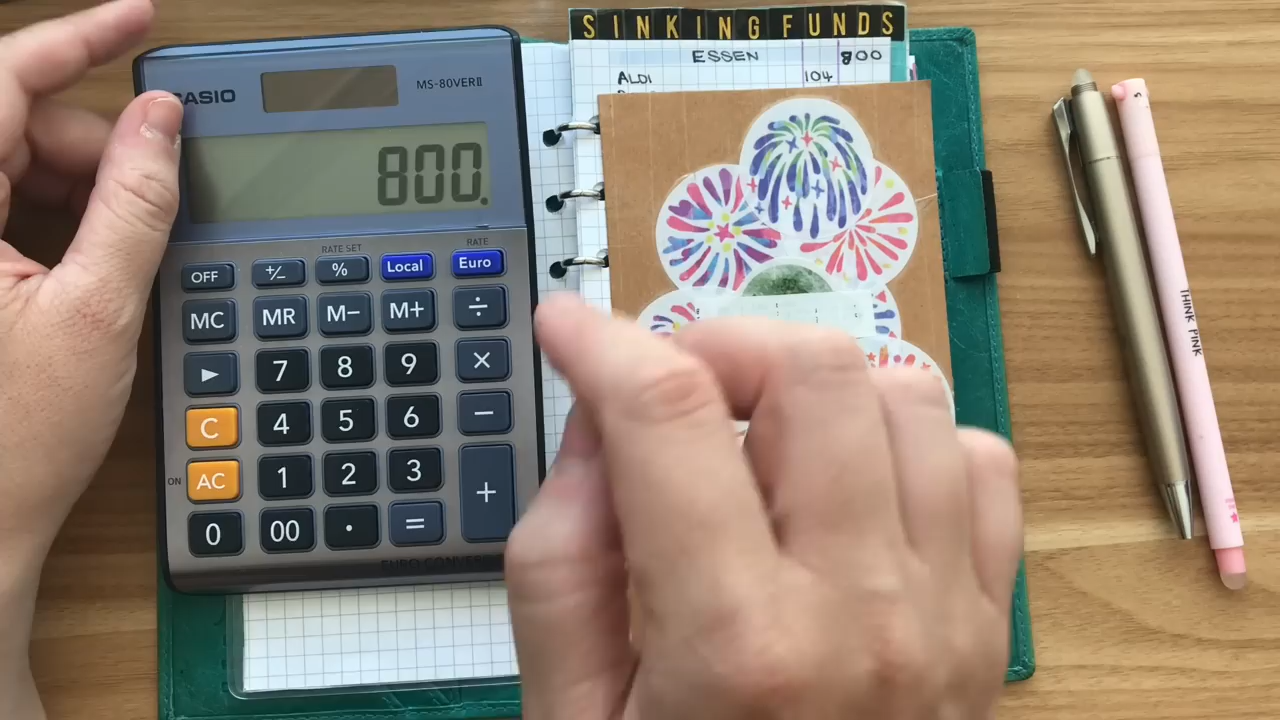 SINKING FUNDS
ESSEN 800
ALDI 104
CASIO MS-80VERII
800.
RATE SET RATE
OFF +/− % Local Euro
MC MR M− M+ ÷
► 7 8 9 ×
C 4 5 6 −
ON AC 1 2 3 +
0 00 · =
THINK PINK